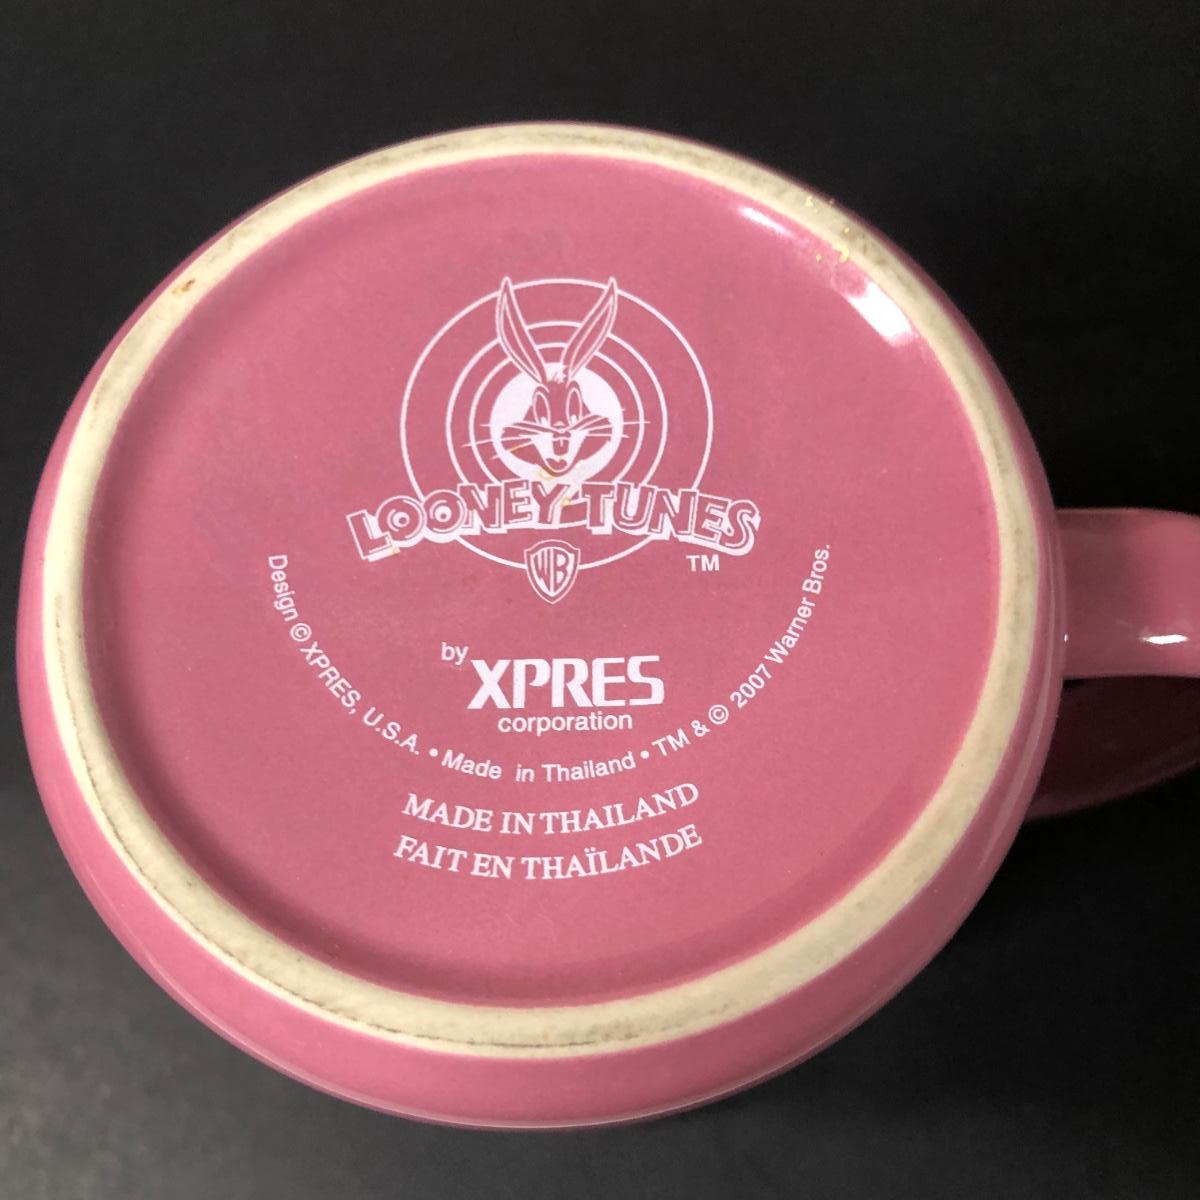 LOONEY TUNES
TM
WB
by XPRES
corporation
Design © XPRES, U.S.A. • Made in Thailand • TM & © 2007 Warner Bros.
MADE IN THAILAND
FAIT EN THAÏLANDE